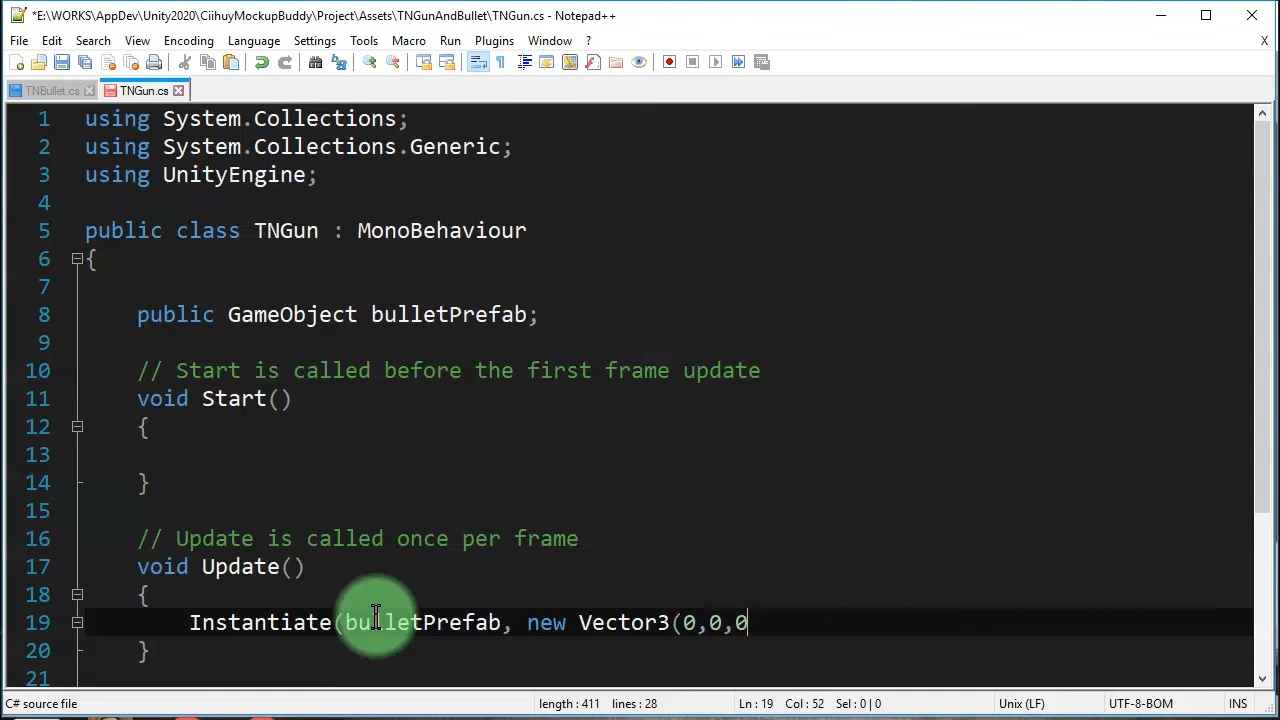 *E:\WORKS\AppDev\Unity2020\CiihuyMockupBuddy\Project\Assets\TNGunAndBullet\TNGun.cs - Notepad++
File Edit Search View Encoding Language Settings Tools Macro Run Plugins Window ? X
TNBullet.cs TNGun.cs
1 using System.Collections;
2 using System.Collections.Generic;
3 using UnityEngine;
4
5 public class TNGun : MonoBehaviour
6 {
7
8 public GameObject bulletPrefab;
9
10 // Start is called before the first frame update
11 void Start()
12 {
13
14 }
15
16 // Update is called once per frame
17 void Update()
18 {
19 Instantiate(bulletPrefab, new Vector3(0,0,0
20 }
21
C# source file length : 411 lines : 28 Ln : 19 Col : 52 Sel : 0 | 0 Unix (LF) UTF-8-BOM INS